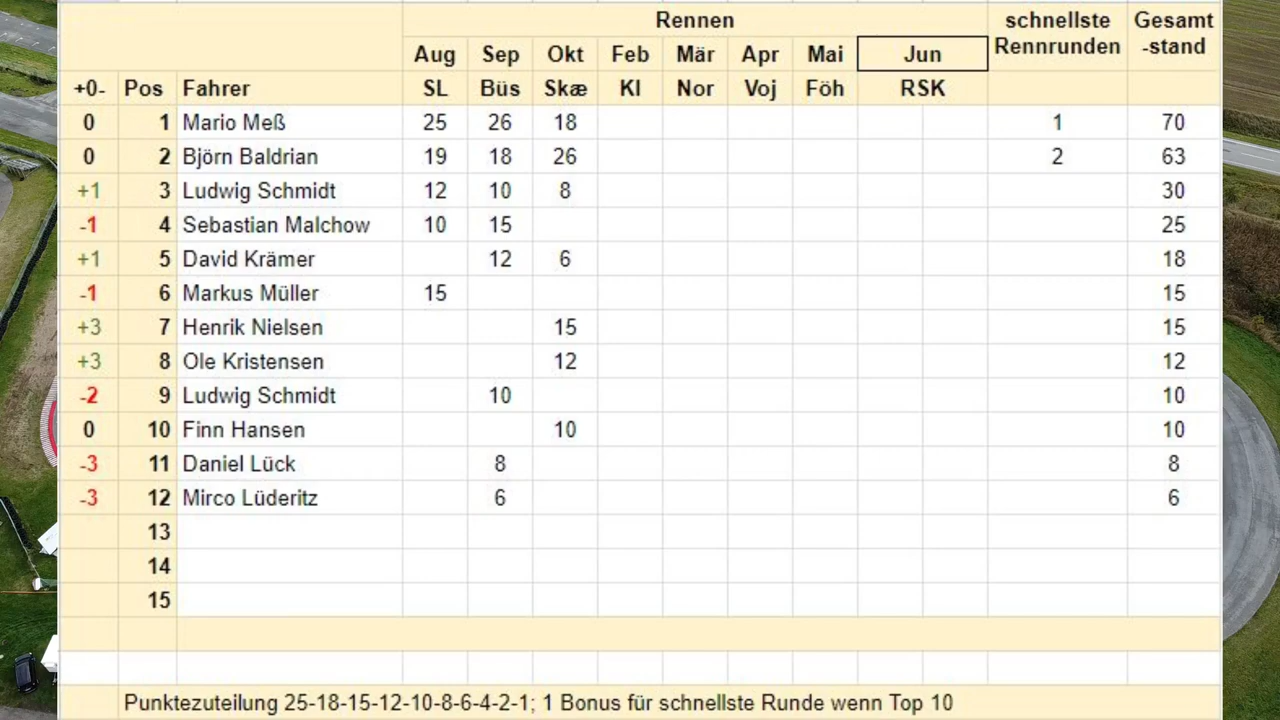 Rennen schnellste Gesamt
Aug Sep Okt Feb Mär Apr Mai Jun Rennrunden -stand
+0- Pos Fahrer SL Büs Skæ Kl Nor Voj Föh RSK
0 1 Mario Meß 25 26 18 1 70
0 2 Björn Baldrian 19 18 26 2 63
+1 3 Ludwig Schmidt 12 10 8 30
-1 4 Sebastian Malchow 10 15 25
+1 5 David Krämer 12 6 18
-1 6 Markus Müller 15 15
+3 7 Henrik Nielsen 15 15
+3 8 Ole Kristensen 12 12
-2 9 Ludwig Schmidt 10 10
0 10 Finn Hansen 10 10
-3 11 Daniel Lück 8 8
-3 12 Mirco Lüderitz 6 6
13
14
15
Punktezuteilung 25-18-15-12-10-8-6-4-2-1; 1 Bonus für schnellste Runde wenn Top 10